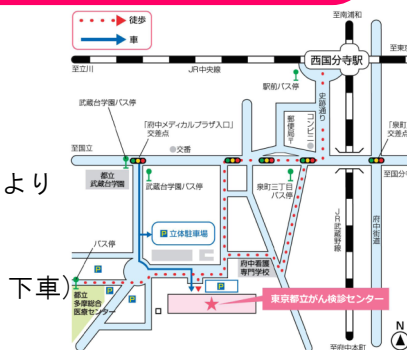 徒歩
車
至南浦和
至立川
JR中央線
西国分寺駅
至東京
駅前バス停
史跡通り
武蔵台学園バス停
「府中メディカルプラザ入口」
交差点
郵便局〒
コンビニ
「泉町
交差点
至国立
交番
至国分寺
より
都立
武蔵台学園
武蔵台学園バス停
泉町三丁目
バス停
JR武蔵野線
府中街道
P 立体駐車場
バス停
P
府中看護
専門学校
下車)
P
P
P
都立
多摩総合
医療センター
東京都立がん検診センター
N
至府中本町